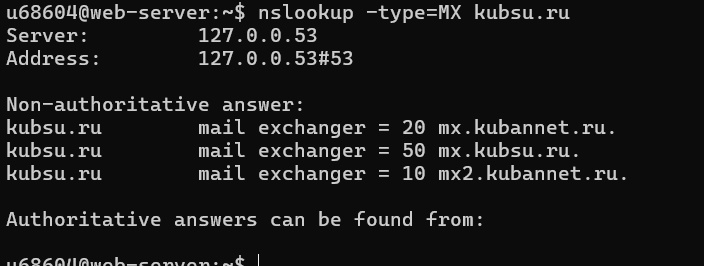 u68604@web-server:~$ nslookup -type=MX kubsu.ru
Server:         127.0.0.53
Address:        127.0.0.53#53
Non-authoritative answer:
kubsu.ru        mail exchanger = 20 mx.kubannet.ru.
kubsu.ru        mail exchanger = 50 mx.kubsu.ru.
kubsu.ru        mail exchanger = 10 mx2.kubannet.ru.
Authoritative answers can be found from:
u68604@web-server:~$